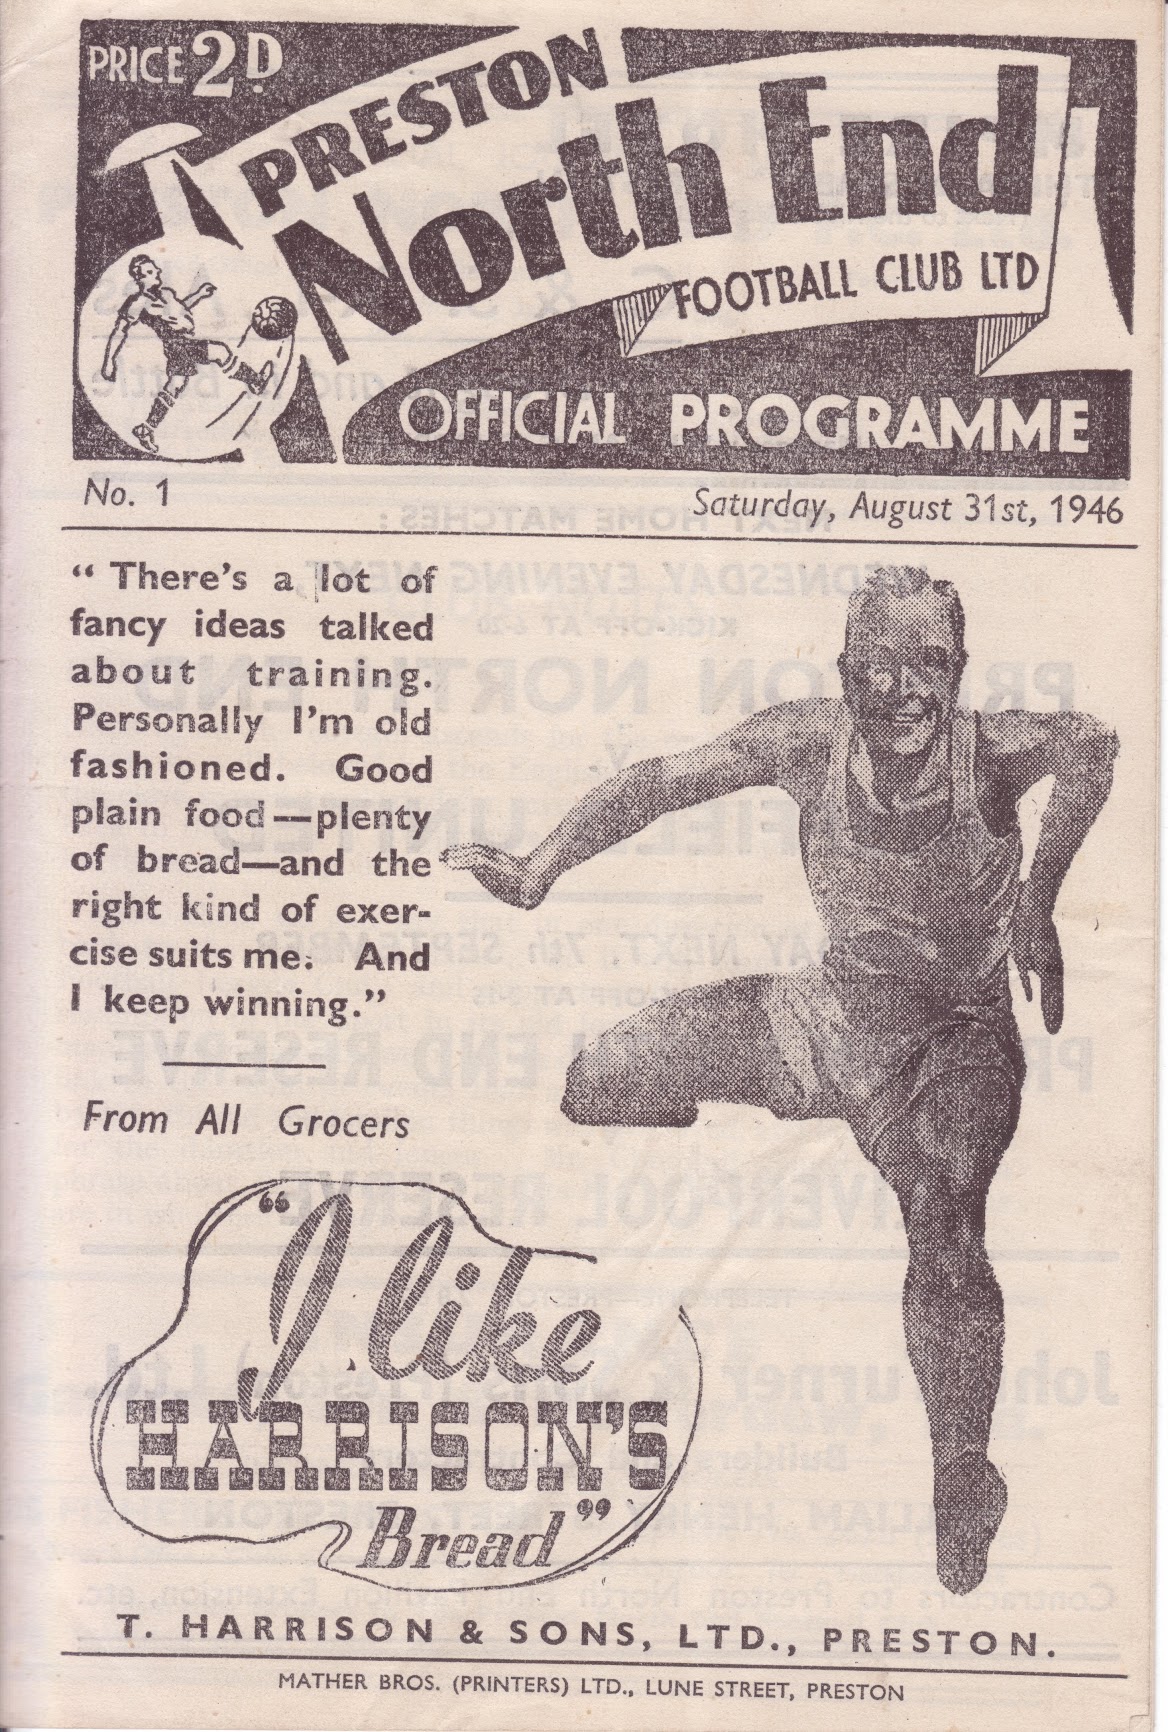 PRICE 2D.
PRESTON
North End
FOOTBALL CLUB LTD
OFFICIAL PROGRAMME
No. 1
Saturday, August 31st, 1946
“ There’s a lot of
fancy ideas talked
about training.
Personally I’m old
fashioned. Good
plain food—plenty
of bread—and the
right kind of exer-
cise suits me. And
I keep winning.”
From All Grocers
“I like
HARRISON’S
Bread”
T. HARRISON & SONS, LTD., PRESTON.
MATHER BROS. (PRINTERS) LTD., LUNE STREET, PRESTON